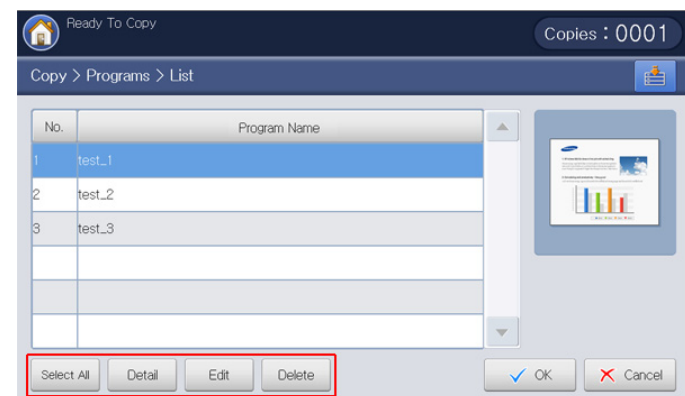 Ready To Copy
Copies : 0001
Copy > Programs > List
No. Program Name
1 test_1
2 test_2
3 test_3
Select All Detail Edit Delete OK Cancel